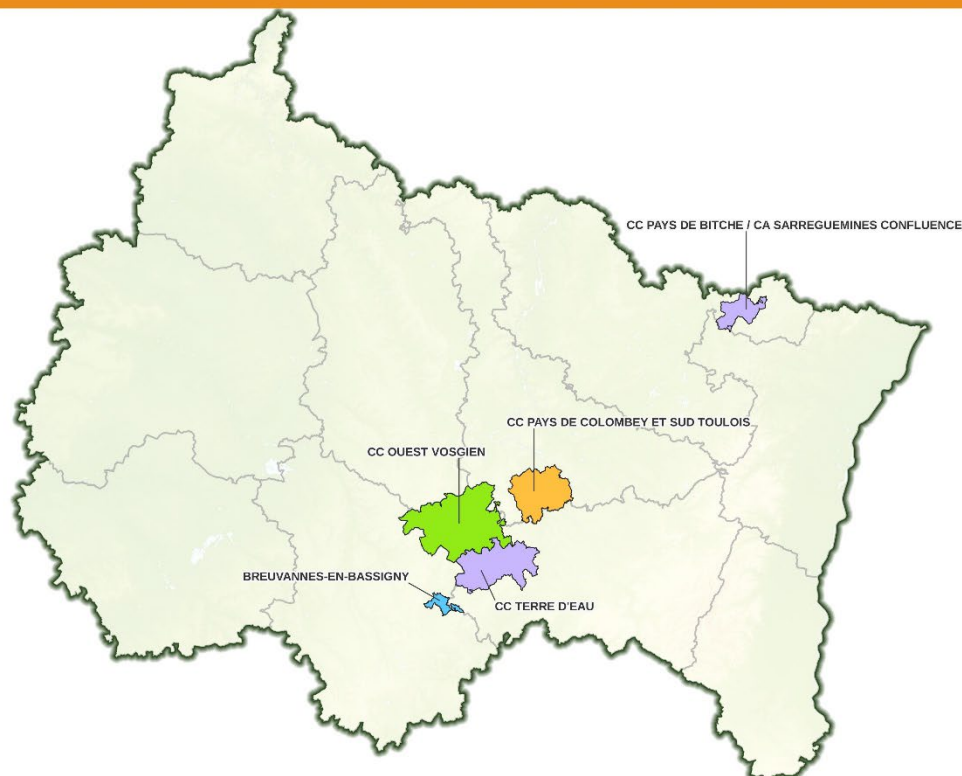 CC PAYS DE BITCHE / CA SARREGUEMINES CONFLUENCE
CC PAYS DE COLOMBEY ET SUD TOULOIS
CC OUEST VOSGIEN
BREUVANNES-EN-BASSIGNY
CC TERRE D'EAU